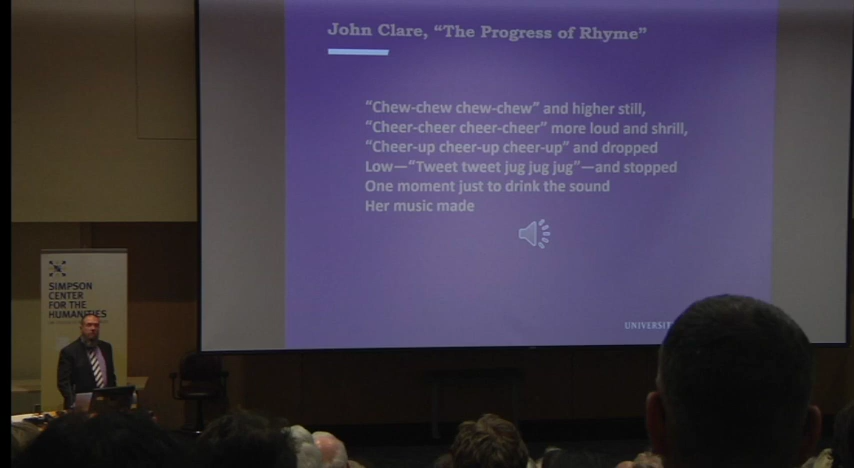 John Clare, “The Progress of Rhyme”
“Chew-chew chew-chew” and higher still,
“Cheer-cheer cheer-cheer” more loud and shrill,
“Cheer-up cheer-up cheer-up” and dropped
Low—“Tweet tweet jug jug jug”—and stopped
One moment just to drink the sound
Her music made
SIMPSON
CENTER
FOR THE
HUMANITIES